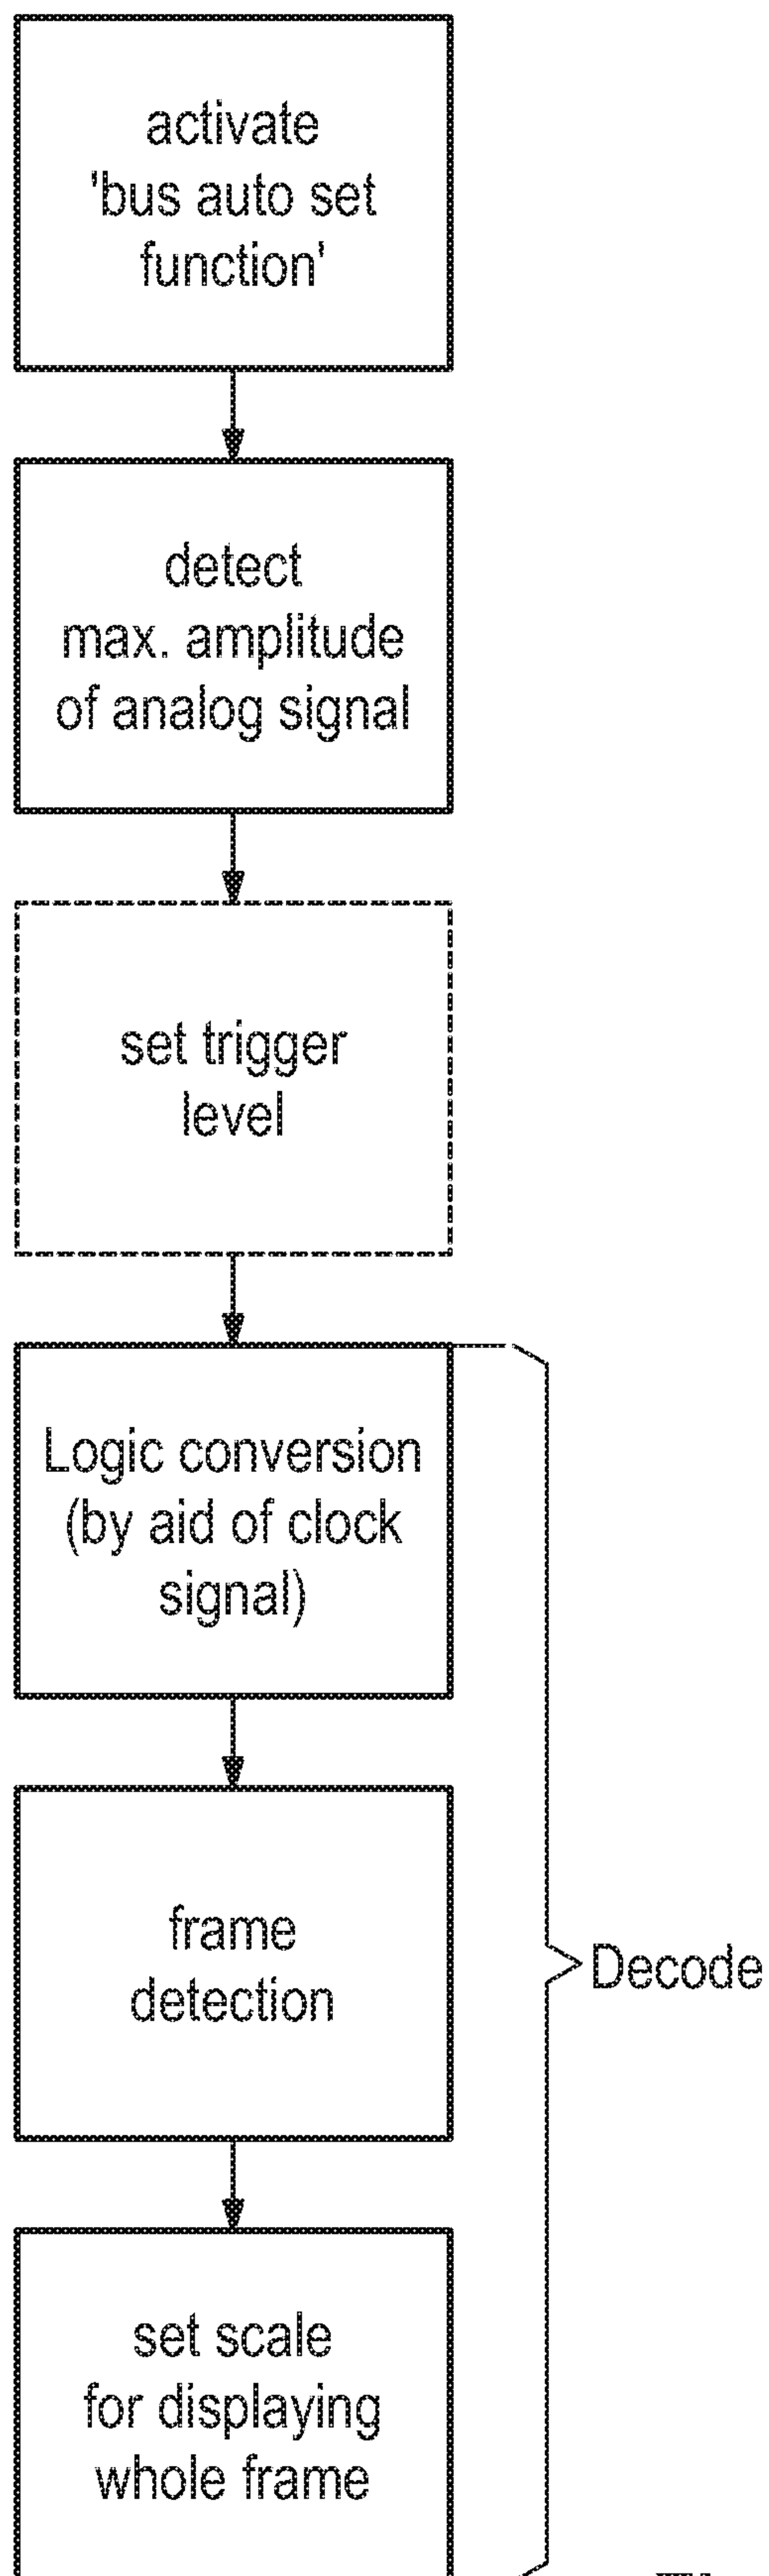 activate
'bus auto set
function'
detect
max. amplitude
of analog signal
set trigger
level
Logic conversion
(by aid of clock
signal)
frame
detection
Decode
set scale
for displaying
whole frame